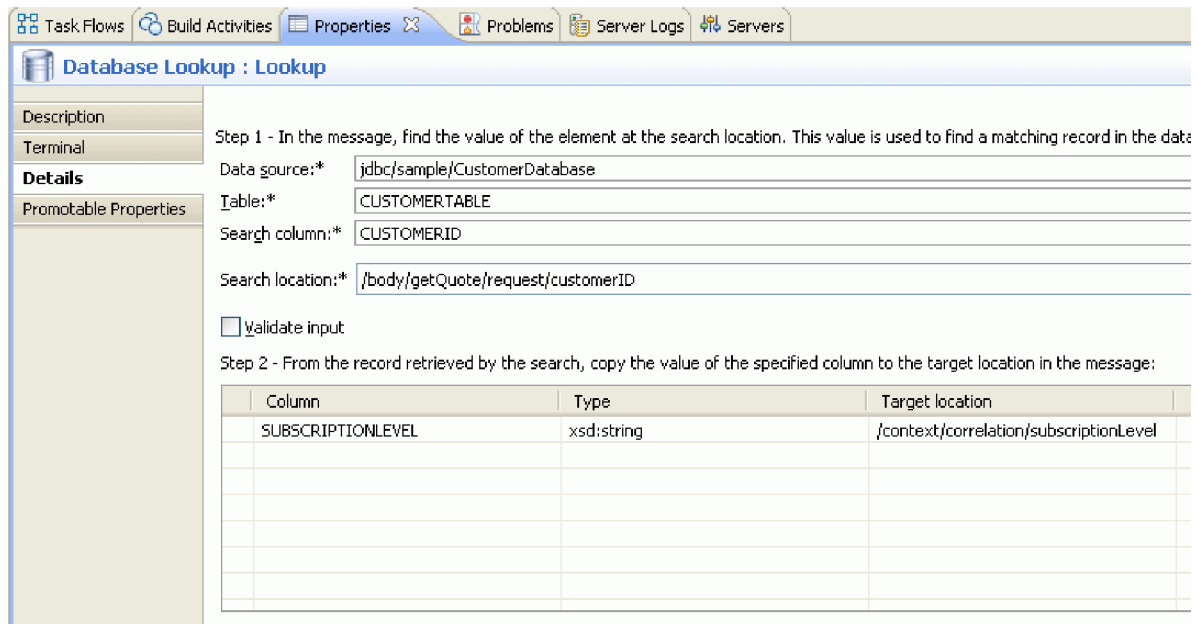 Task Flows Build Activities Properties Problems Server Logs Servers
Database Lookup : Lookup
Description
Terminal
Details
Promotable Properties
Step 1 - In the message, find the value of the element at the search location. This value is used to find a matching record in the data
Data source:* jdbc/sample/CustomerDatabase
Table:* CUSTOMERTABLE
Search column:* CUSTOMERID
Search location:* /body/getQuote/request/customerID
Validate input
Step 2 - From the record retrieved by the search, copy the value of the specified column to the target location in the message:
Column Type Target location
SUBSCRIPTIONLEVEL xsd:string /context/correlation/subscriptionLevel